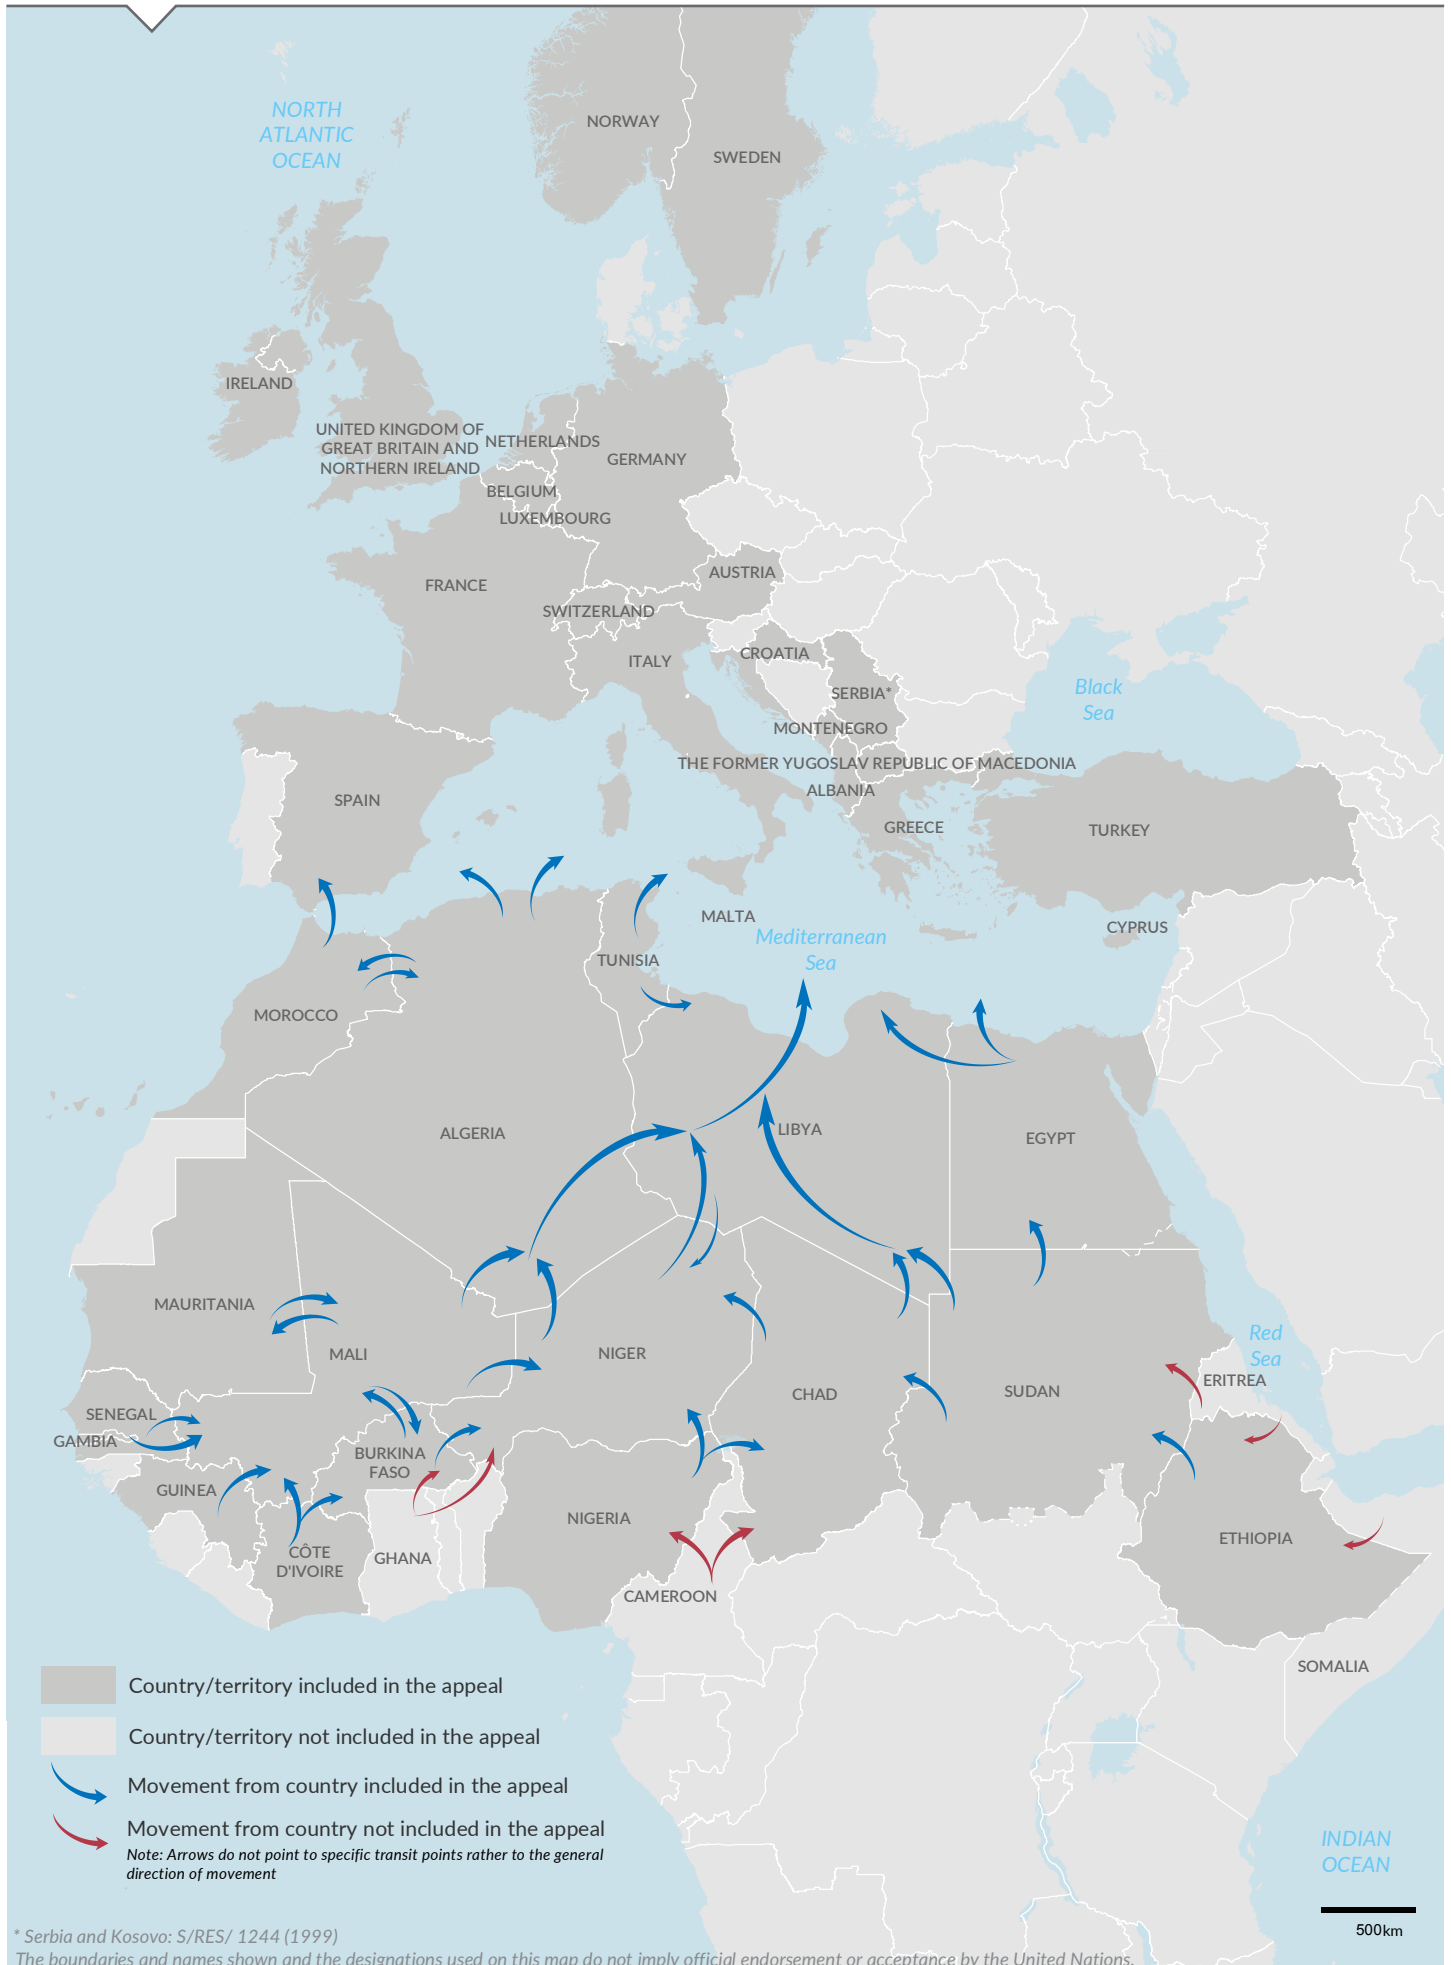 NORTH
ATLANTIC
OCEAN
NORWAY
SWEDEN
IRELAND
UNITED KINGDOM OF
GREAT BRITAIN AND
NORTHERN IRELAND
NETHERLANDS
GERMANY
BELGIUM
LUXEMBOURG
FRANCE
AUSTRIA
SWITZERLAND
ITALY
CROATIA
SERBIA*
Black
Sea
MONTENEGRO
THE FORMER YUGOSLAV REPUBLIC OF MACEDONIA
ALBANIA
SPAIN
GREECE
TURKEY
MALTA
CYPRUS
Mediterranean
Sea
TUNISIA
MOROCCO
ALGERIA
LIBYA
EGYPT
MAURITANIA
MALI
NIGER
CHAD
SUDAN
Red
Sea
ERITREA
SENEGAL
GAMBIA
BURKINA
FASO
GUINEA
NIGERIA
ETHIOPIA
CÔTE
D'IVOIRE
GHANA
CAMEROON
SOMALIA
Country/territory included in the appeal
Country/territory not included in the appeal
Movement from country included in the appeal
Movement from country not included in the appeal
Note: Arrows do not point to specific transit points rather to the general
direction of movement
INDIAN
OCEAN
500km
* Serbia and Kosovo: S/RES/ 1244 (1999)
The boundaries and names shown and the designations used on this map do not imply official endorsement or acceptance by the United Nations.